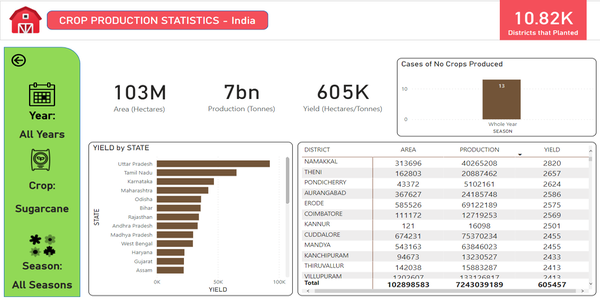 CROP PRODUCTION STATISTICS - India
10.82K
Districts that Planted
Year:
All Years
Crop:
Sugarcane
Season:
All Seasons
103M
Area (Hectares)
7bn
Production (Tonnes)
605K
Yield (Hectares/Tonnes)
Cases of No Crops Produced
10
0
13
Whole Year
SEASON
YIELD by STATE
STATE
Uttar Pradesh
Tamil Nadu
Karnataka
Maharashtra
Odisha
Bihar
Rajasthan
Andhra Pradesh
Madhya Pradesh
West Bengal
Haryana
Gujarat
Assam
0K
50K
100K
YIELD
DISTRICT AREA PRODUCTION YIELD
NAMAKKAL 313696 40265208 2820
THENI 162803 20887462 2657
PONDICHERRY 43372 5102161 2624
AURANGABAD 367627 24185748 2586
ERODE 585526 69122189 2575
COIMBATORE 111172 12719253 2569
KANNUR 121 16098 2501
CUDDALORE 674231 75370234 2455
MANDYA 543163 63846023 2455
KANCHIPURAM 94673 13230527 2433
THIRUVALLUR 142038 15883287 2413
VILLUPURAM 1202607 133126817 2413
Total 102898583 7243039189 605457